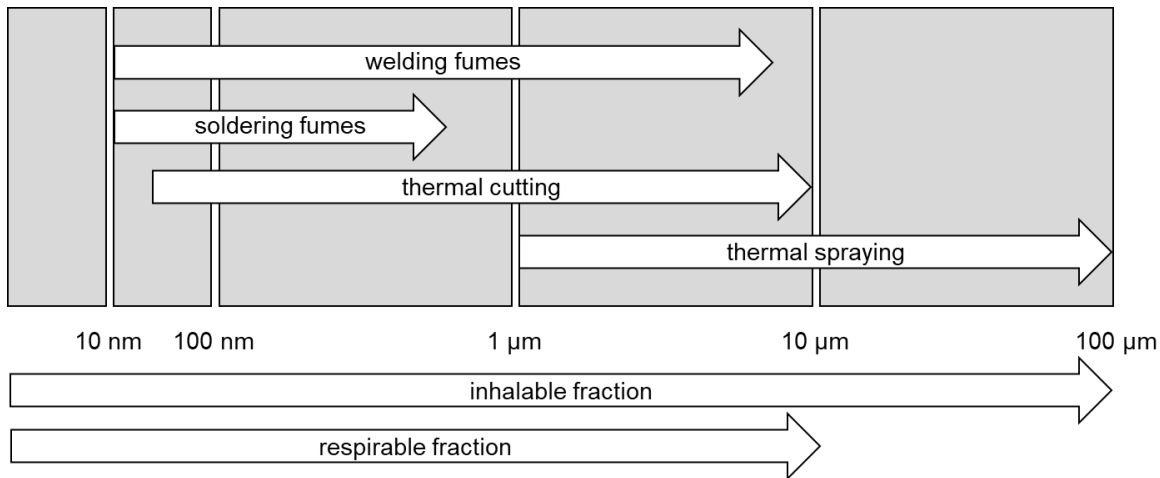 welding fumes
soldering fumes
thermal cutting
thermal spraying
10 nm 100 nm 1 µm 10 µm 100 µm
inhalable fraction
respirable fraction